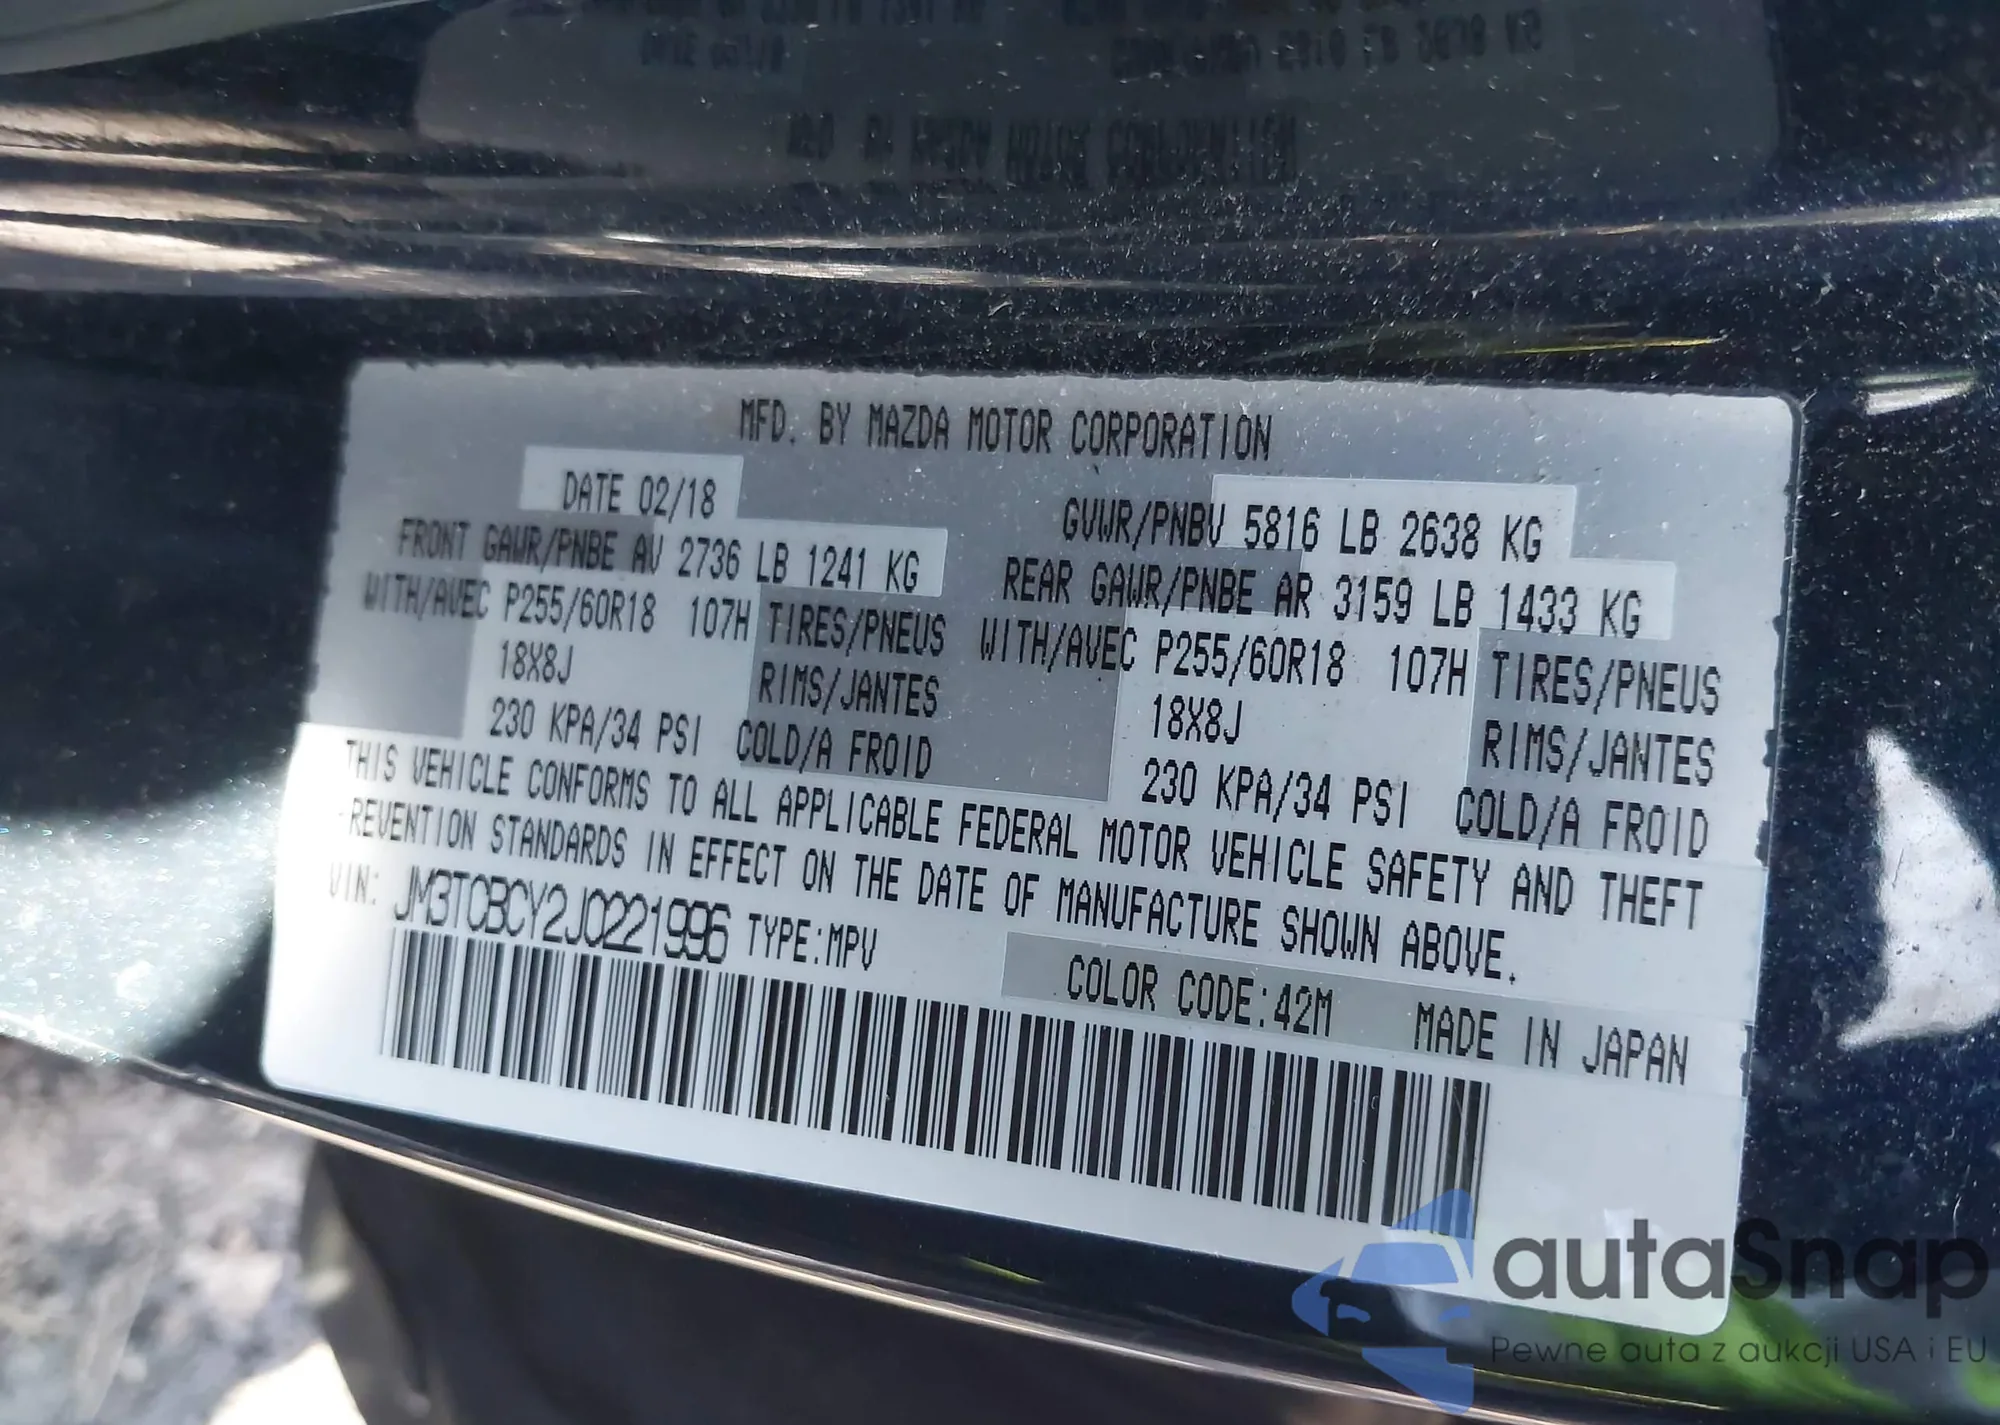 MFD. BY MAZDA MOTOR CORPORATION
DATE 02/18 GVWR/PNBV 5816 LB 2638 KG
FRONT GAWR/PNBE AV 2736 LB 1241 KG REAR GAWR/PNBE AR 3159 LB 1433 KG
WITH/AVEC P255/60R18 107H TIRES/PNEUS WITH/AVEC P255/60R18 107H TIRES/PNEUS
18X8J RIMS/JANTES 18X8J RIMS/JANTES
230 KPA/34 PSI COLD/A FROID 230 KPA/34 PSI COLD/A FROID
THIS VEHICLE CONFORMS TO ALL APPLICABLE FEDERAL MOTOR VEHICLE SAFETY AND THEFT
PREVENTION STANDARDS IN EFFECT ON THE DATE OF MANUFACTURE SHOWN ABOVE.
VIN: JM3TCBCY2J0221996 TYPE:MPV
COLOR CODE:42M MADE IN JAPAN
autoSnap
Pewne auta z aukcji USA i EU